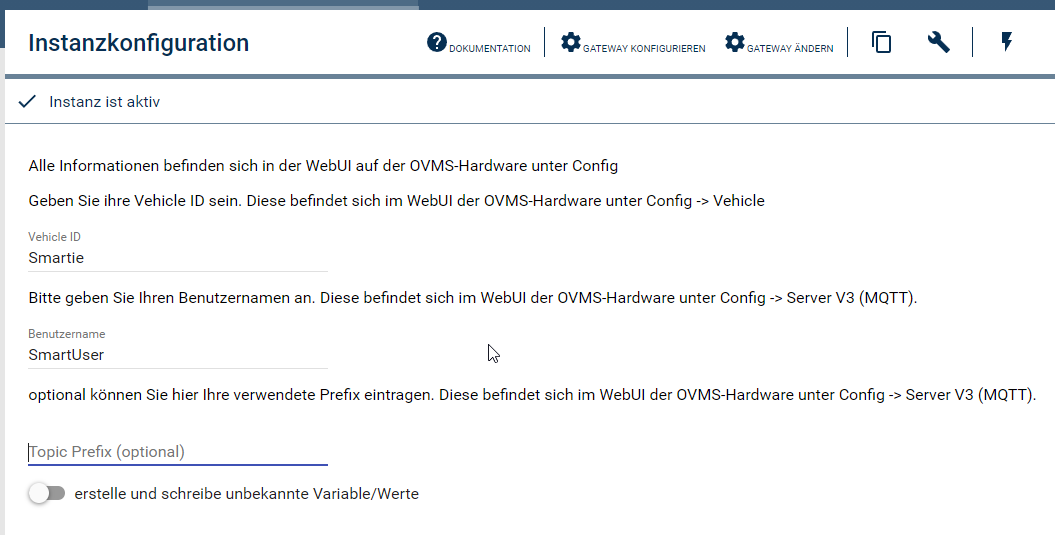 Instanzkonfiguration
DOKUMENTATION
GATEWAY KONFIGURIEREN
GATEWAY ÄNDERN
Instanz ist aktiv
Alle Informationen befinden sich in der WebUI auf der OVMS-Hardware unter Config
Geben Sie ihre Vehicle ID sein. Diese befindet sich im WebUI der OVMS-Hardware unter Config -> Vehicle
Vehicle ID
Smartie
Bitte geben Sie Ihren Benutzernamen an. Diese befindet sich im WebUI der OVMS-Hardware unter Config -> Server V3 (MQTT).
Benutzername
SmartUser
optional können Sie hier Ihre verwendete Prefix eintragen. Diese befindet sich im WebUI der OVMS-Hardware unter Config -> Server V3 (MQTT).
Topic Prefix (optional)
erstelle und schreibe unbekannte Variable/Werte